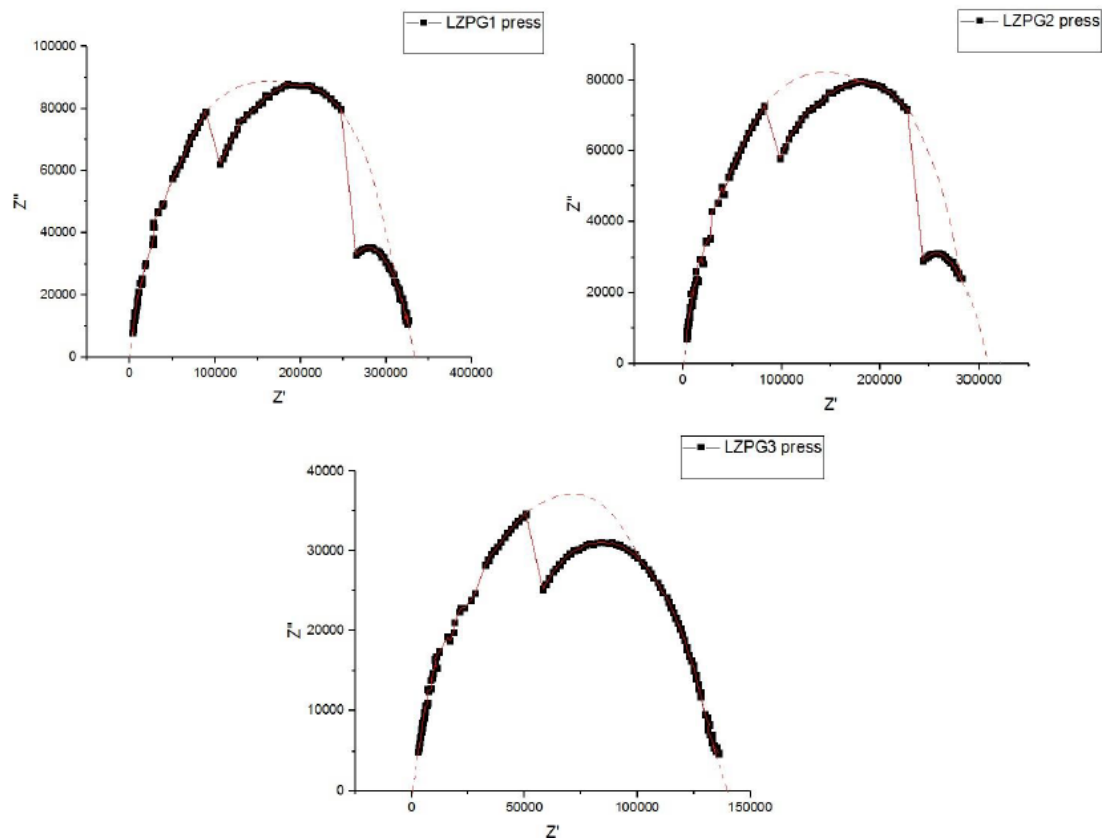 LZPG1 press
100000
80000
60000
40000
20000
0
Z''
0 100000 200000 300000 400000
Z'
LZPG2 press
80000
60000
40000
20000
0
Z''
0 100000 200000 300000
Z'
LZPG3 press
40000
30000
20000
10000
0
Z''
0 50000 100000 150000
Z'